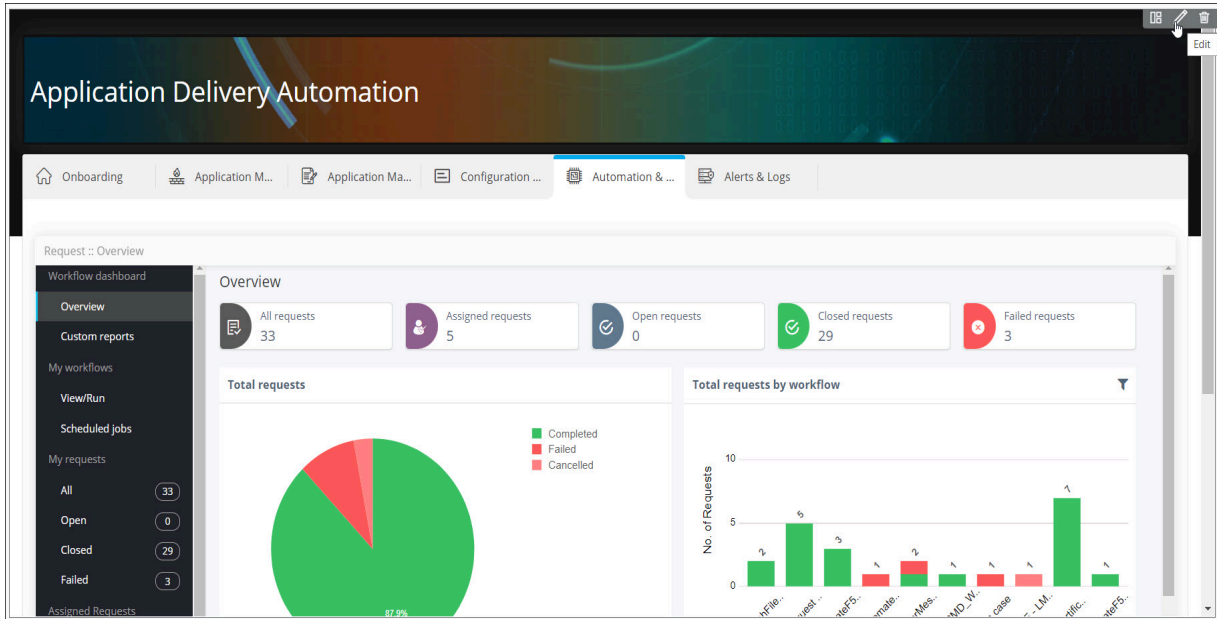 Edit
Application Delivery Automation
Onboarding
Application M...
Application Ma...
Configuration ...
Automation & ...
Alerts & Logs
Request :: Overview
Workflow dashboard
Overview
Custom reports
My workflows
View/Run
Scheduled jobs
My requests
All 33
Open 0
Closed 29
Failed 3
Assigned Requests
Overview
All requests
33
Assigned requests
5
Open requests
0
Closed requests
29
Failed requests
3
Total requests
Completed
Failed
Cancelled
87.9%
Total requests by workflow
No. of Requests
10
5
0
2
5
3
1
2
1
1
1
7
1
case